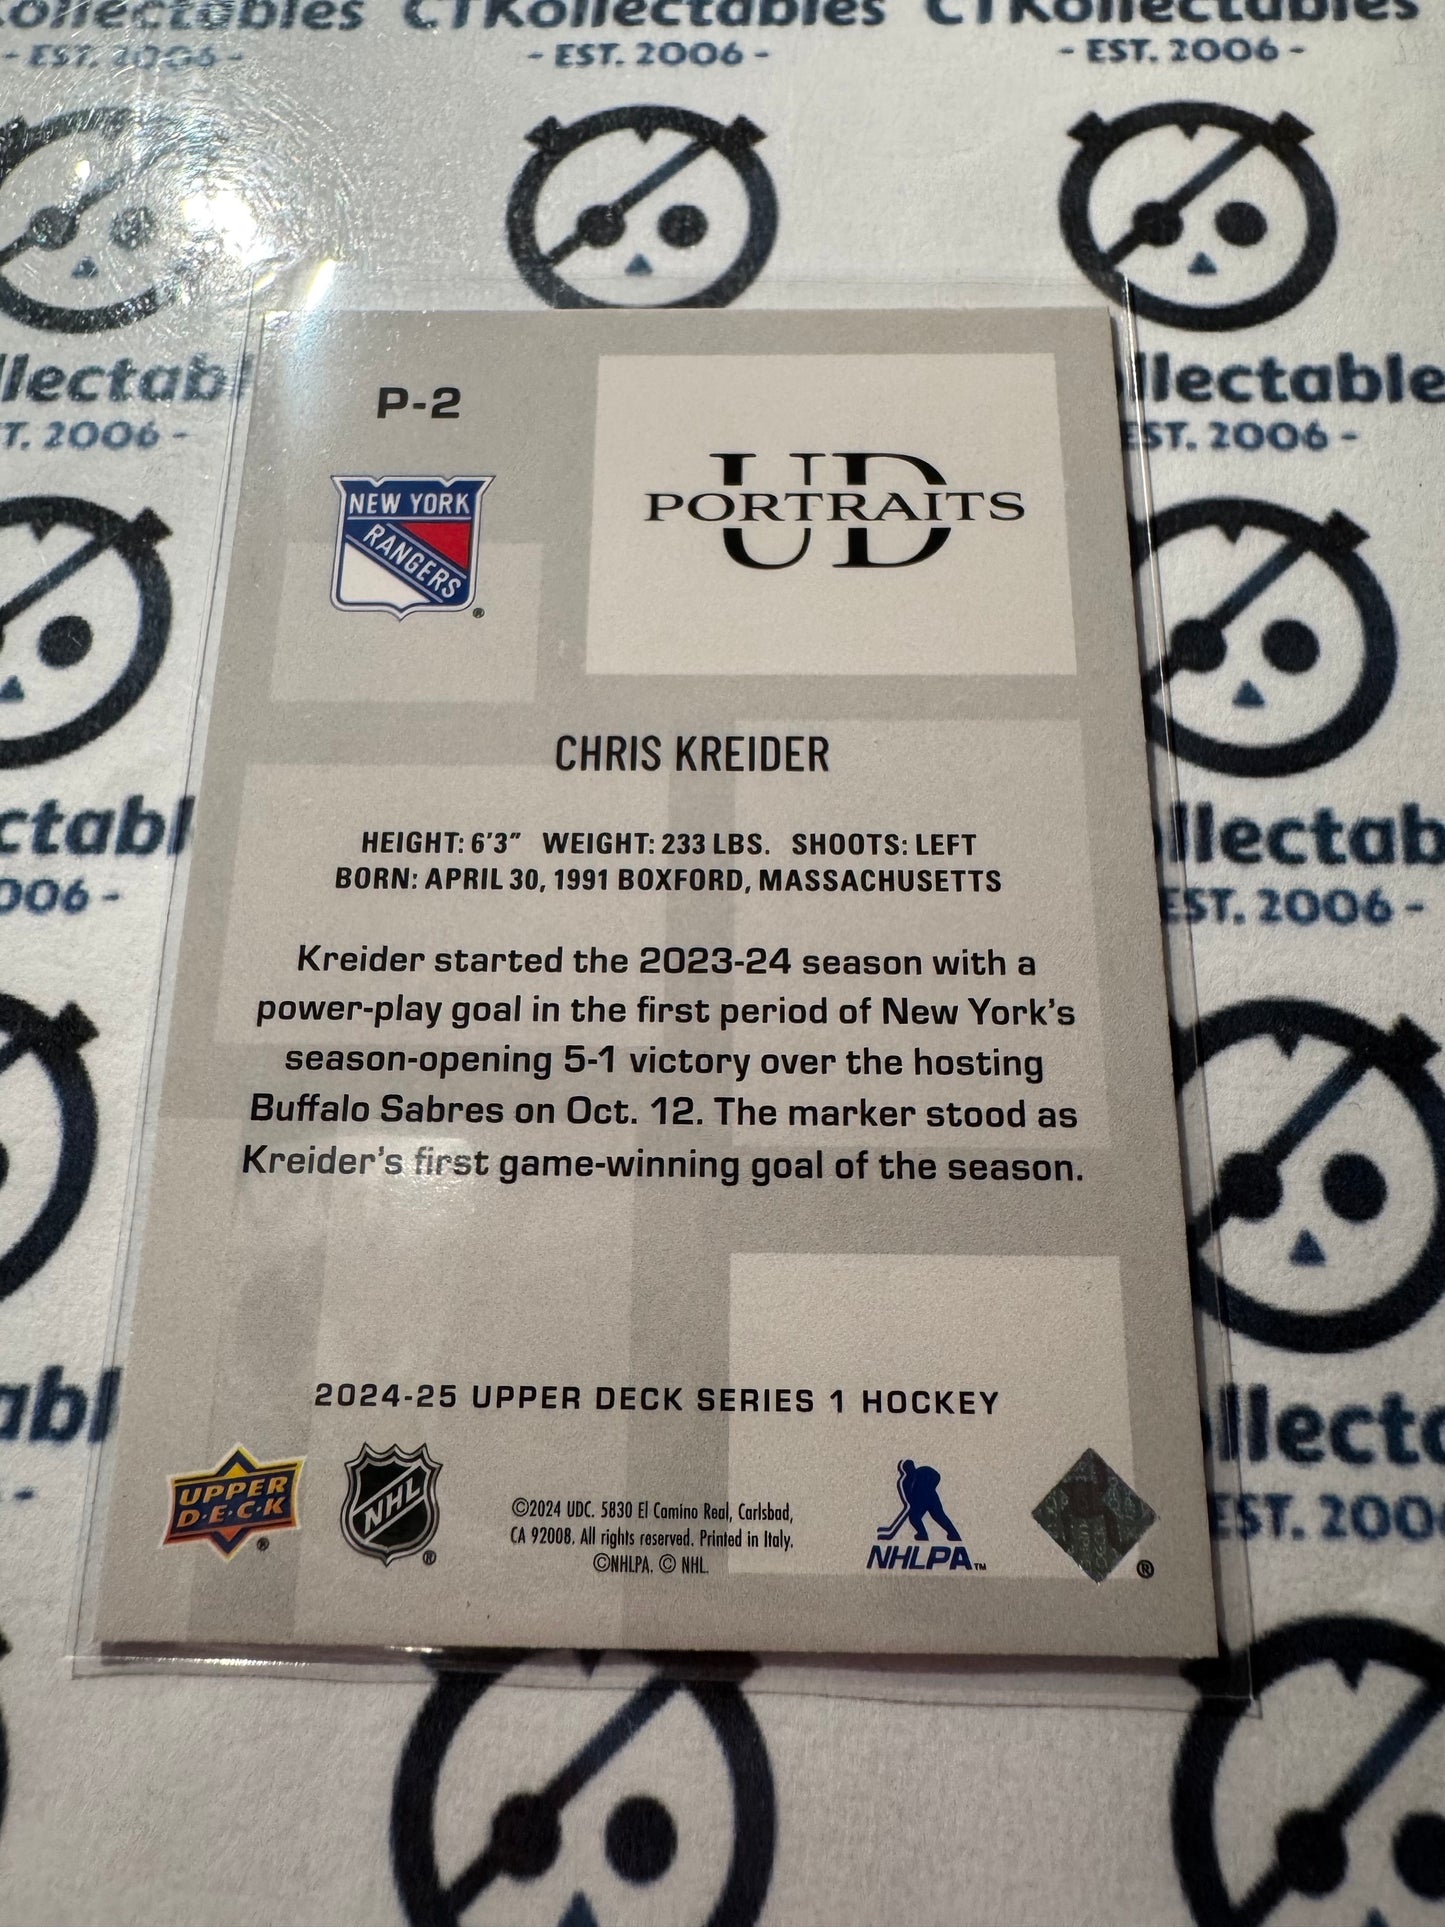 CTKollectables
- EST. 2006 -
- EST. 2006 -
- EST. 2006 -
P-2
NEW YORK
RANGERS
®
UD
PORTRAITS
CHRIS KREIDER
HEIGHT: 6'3" WEIGHT: 233 LBS. SHOOTS: LEFT
BORN: APRIL 30, 1991 BOXFORD, MASSACHUSETTS
Kreider started the 2023-24 season with a
power-play goal in the first period of New York's
season-opening 5-1 victory over the hosting
Buffalo Sabres on Oct. 12. The marker stood as
Kreider's first game-winning goal of the season.
2024-25 UPPER DECK SERIES 1 HOCKEY
UPPER
D·E·C·K
®
NHL
®
©2024 UDC. 5830 El Camino Real, Carlsbad,
CA 92008. All rights reserved. Printed in Italy.
©NHLPA. © NHL.
NHLPA™
®